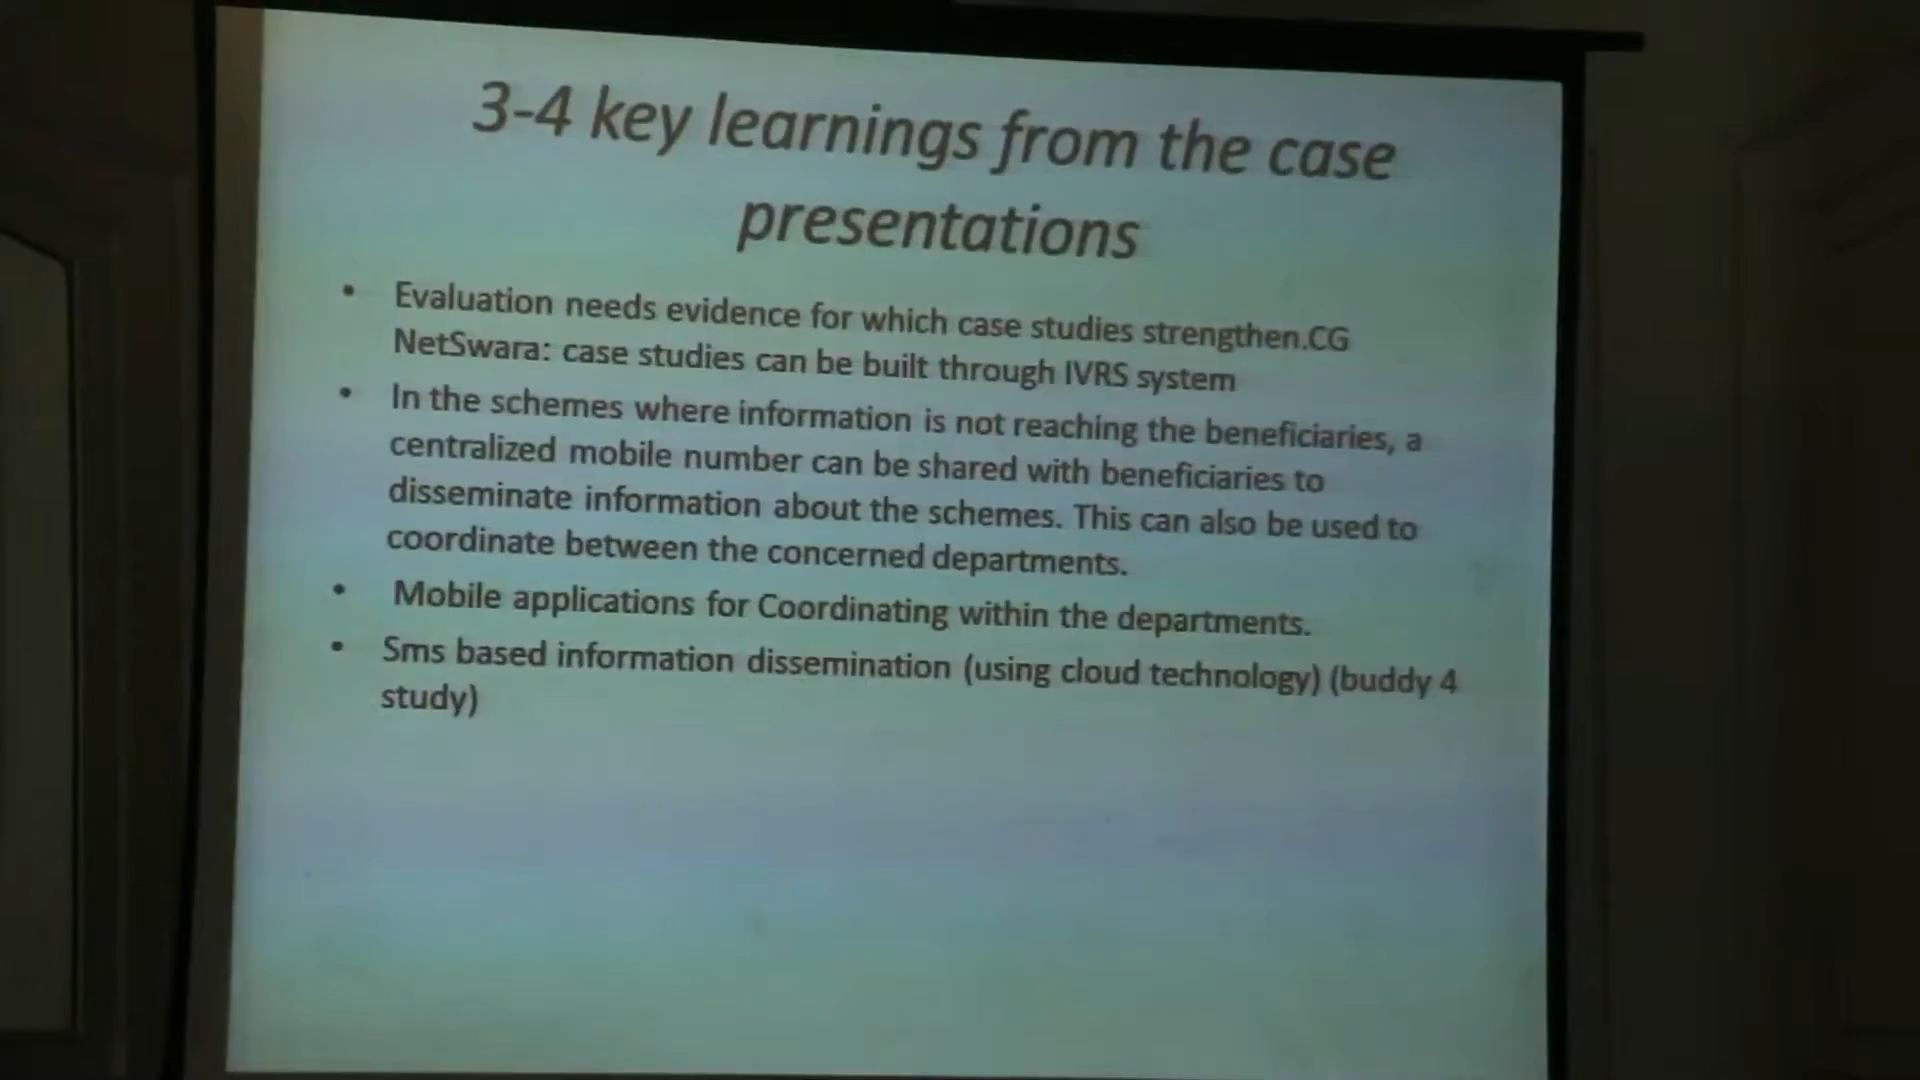 3-4 key learnings from the case
presentations
• Evaluation needs evidence for which case studies strengthen.CG
NetSwara: case studies can be built through IVRS system
• In the schemes where information is not reaching the beneficiaries, a
centralized mobile number can be shared with beneficiaries to
disseminate information about the schemes. This can also be used to
coordinate between the concerned departments.
• Mobile applications for Coordinating within the departments.
• Sms based information dissemination (using cloud technology) (buddy 4
study)